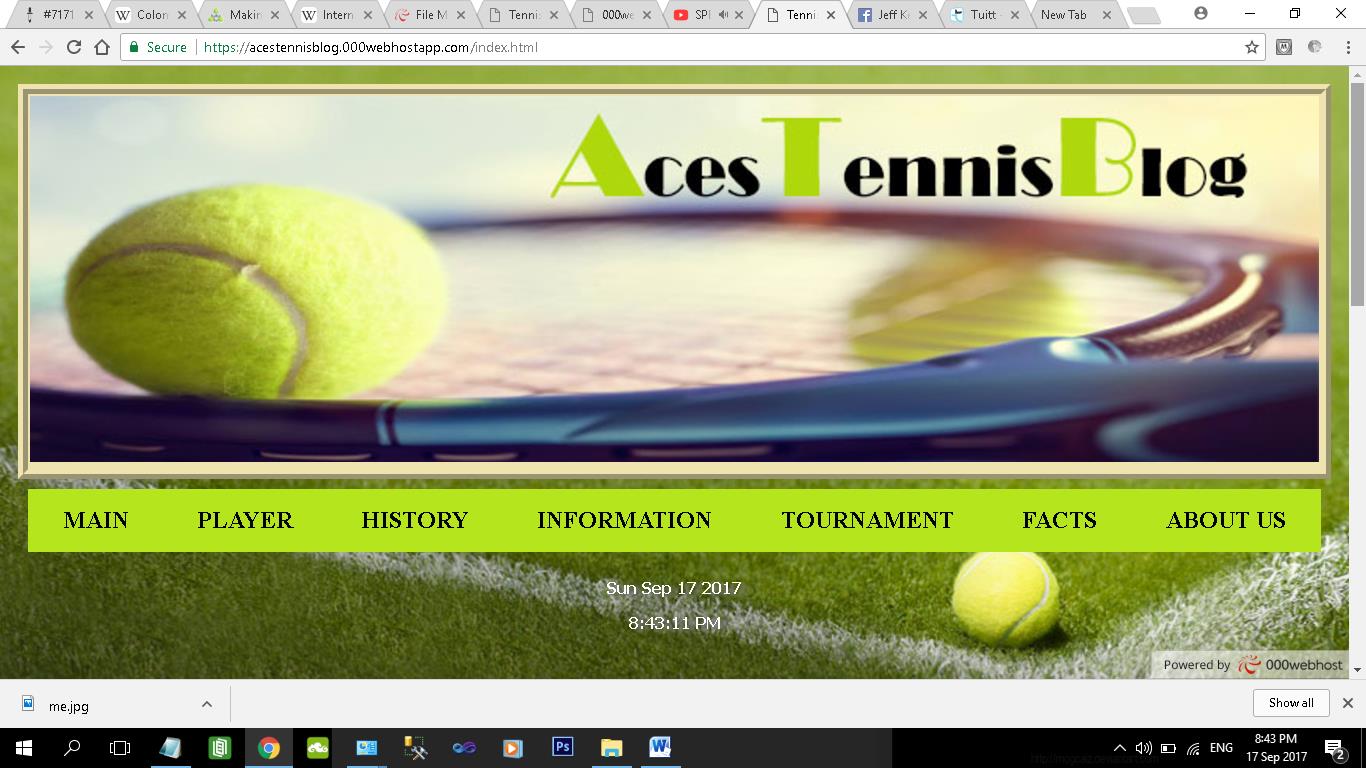 #7171
Colon
Makin
Intern
File M
Tennis
000we
SPI
Tennis
Jeff K
Tuitt -
New Tab
Secure
https://acestennisblog.000webhostapp.com/index.html
AcesTennisBlog
MAIN PLAYER HISTORY INFORMATION TOURNAMENT FACTS ABOUT US
Sun Sep 17 2017
8:43:11 PM
Powered by 000webhost
me.jpg
Show all
Ps
ENG
8:43 PM
17 Sep 2017
2